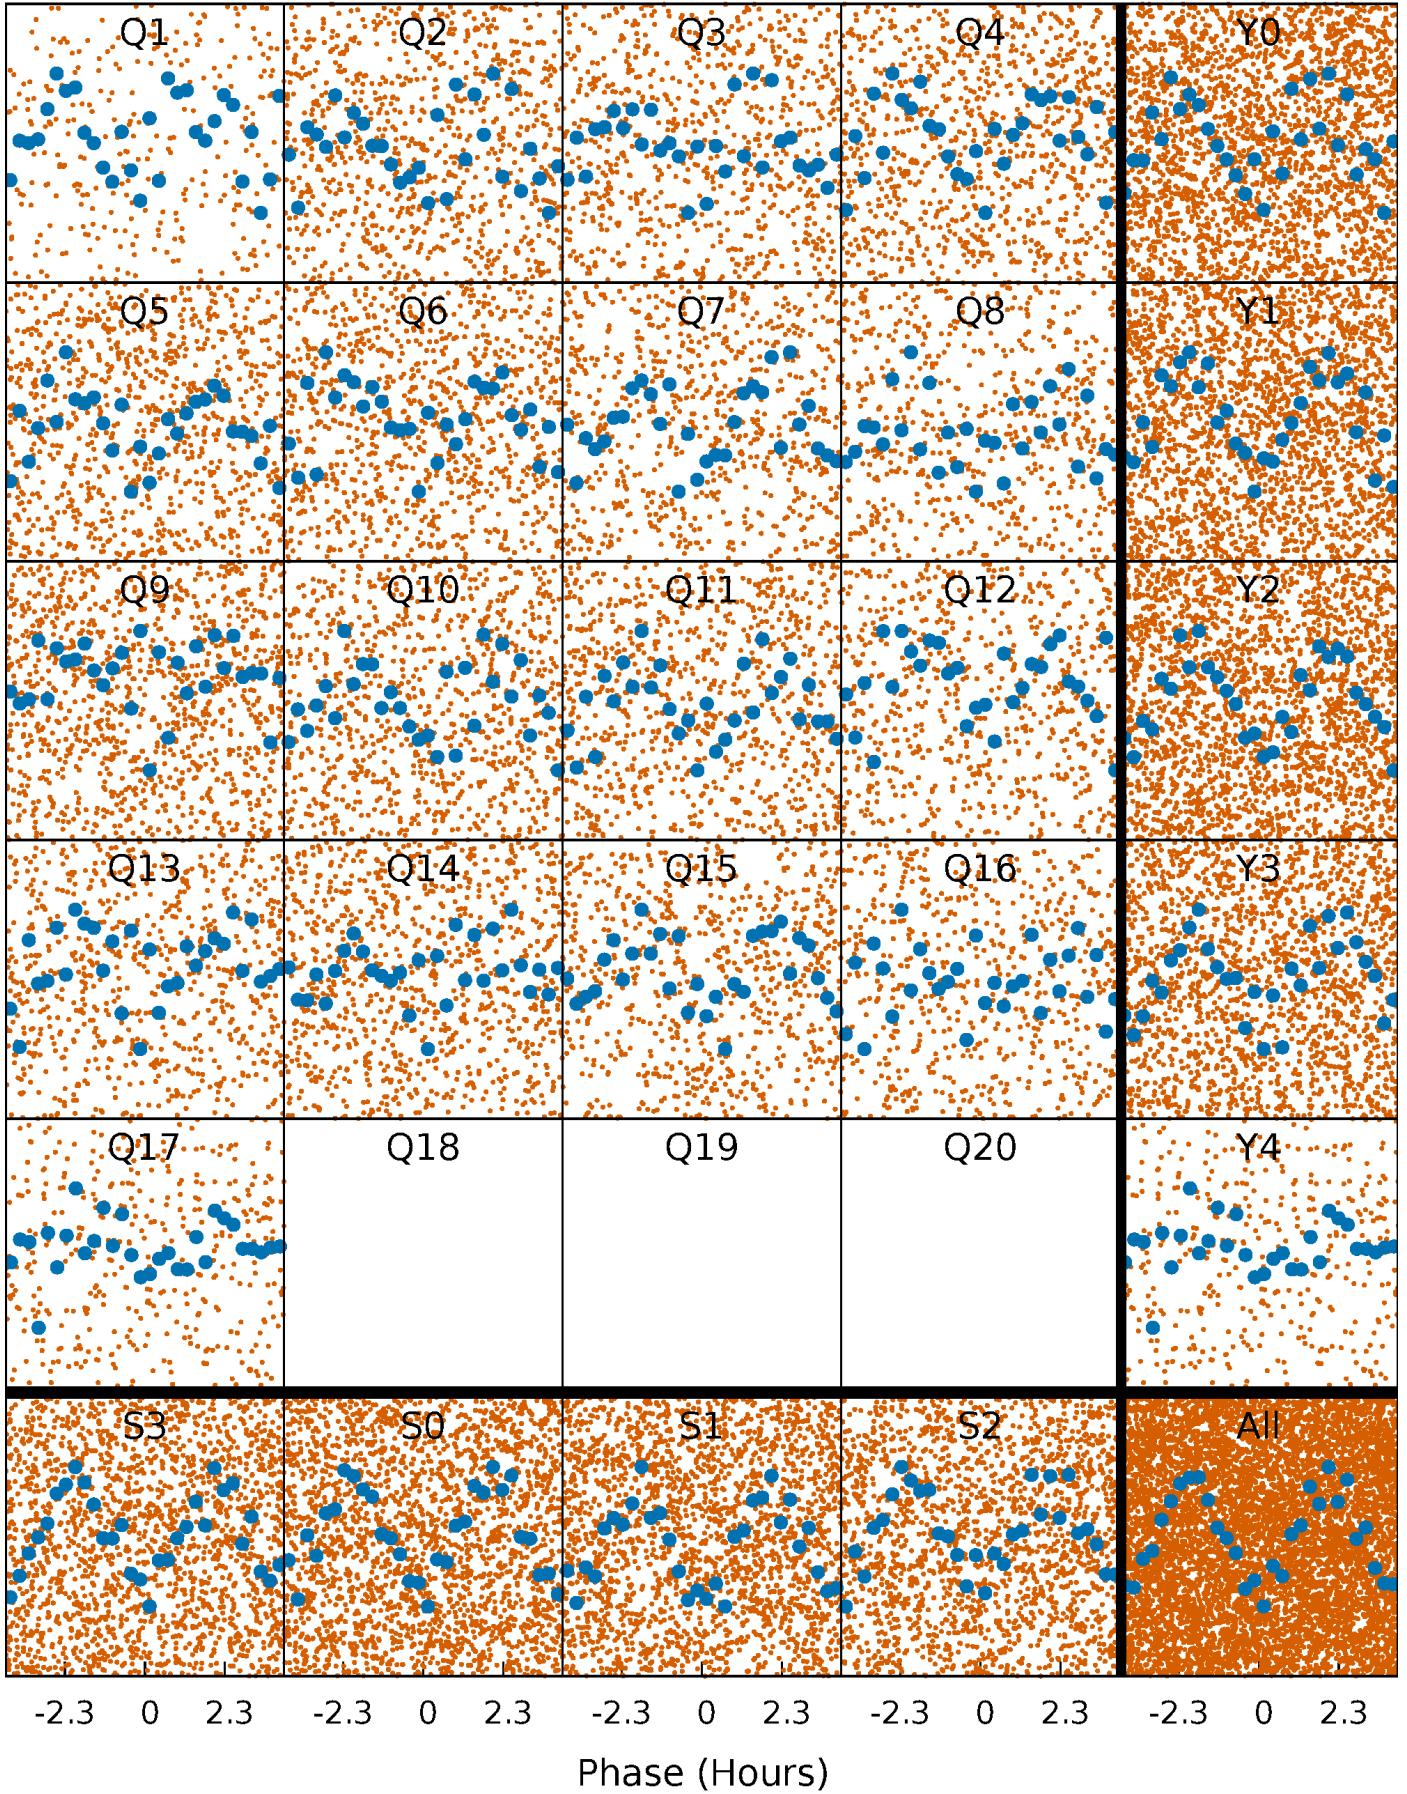 Q1 Q2 Q3 Q4 Y0
Q5 Q6 Q7 Q8 Y1
Q9 Q10 Q11 Q12 Y2
Q13 Q14 Q15 Q16 Y3
Q17 Q18 Q19 Q20 Y4
S3 S0 S1 S2 All
-2.3 0 2.3 -2.3 0 2.3 -2.3 0 2.3 -2.3 0 2.3 -2.3 0 2.3
Phase (Hours)